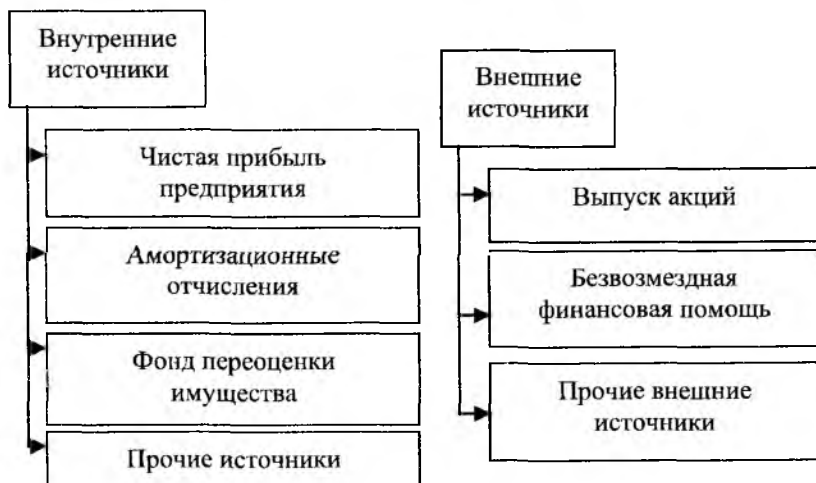 Внутренние
источники
Чистая прибыль
предприятия
Амортизационные
отчисления
Фонд переоценки
имущества
Прочие источники
Внешние
источники
Выпуск акций
Безвозмездная
финансовая помощь
Прочие внешние
источники